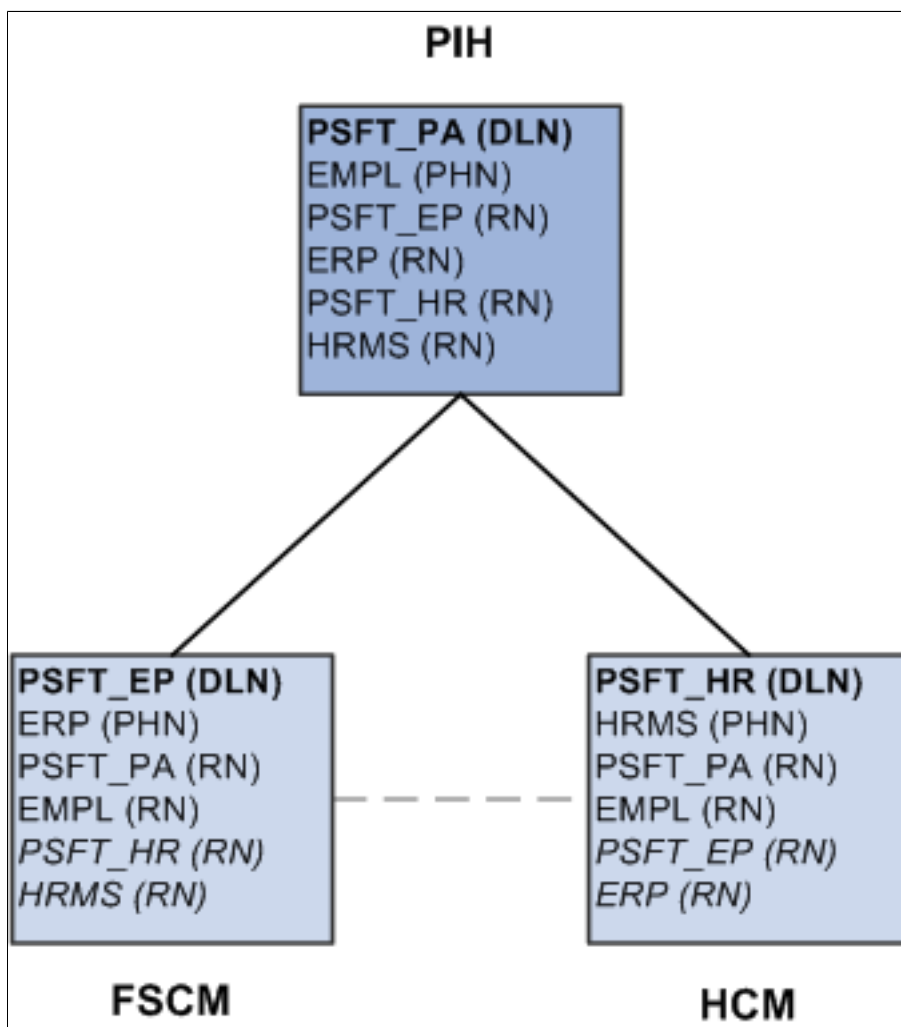 PIH
PSFT_PA (DLN)
EMPL (PHN)
PSFT_EP (RN)
ERP (RN)
PSFT_HR (RN)
HRMS (RN)
PSFT_EP (DLN)
ERP (PHN)
PSFT_PA (RN)
EMPL (RN)
PSFT_HR (RN)
HRMS (RN)
FSCM
PSFT_HR (DLN)
HRMS (PHN)
PSFT_PA (RN)
EMPL (RN)
PSFT_EP (RN)
ERP (RN)
HCM